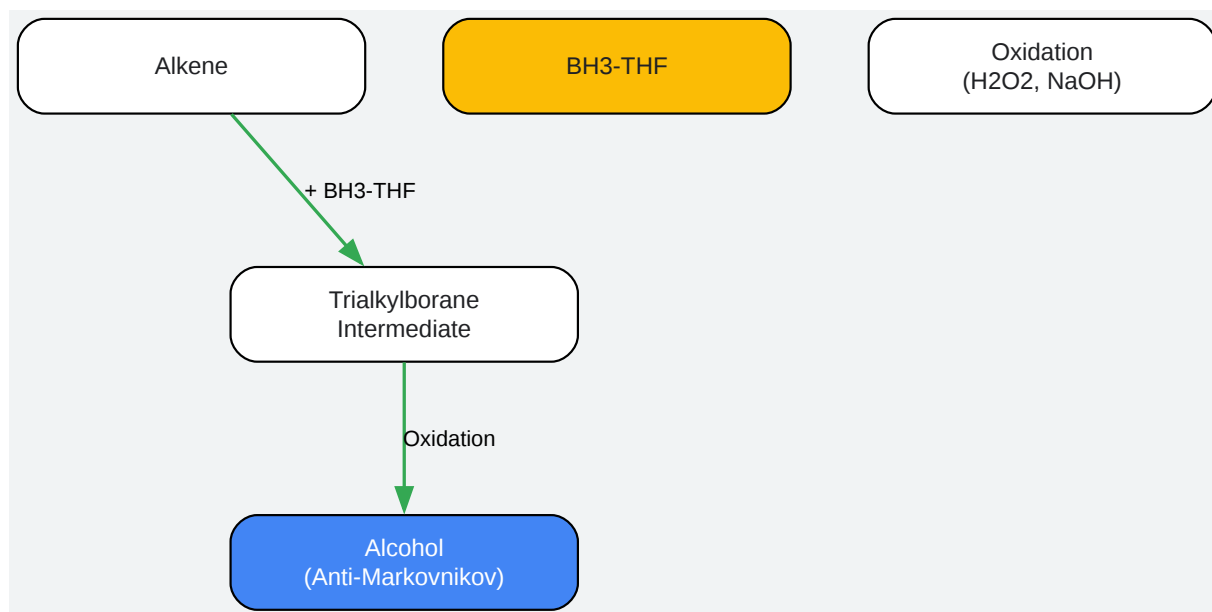 Alkene
BH3-THF
Oxidation
(H2O2, NaOH)
+ BH3-THF
Trialkylborane
Intermediate
Oxidation
Alcohol
(Anti-Markovnikov)